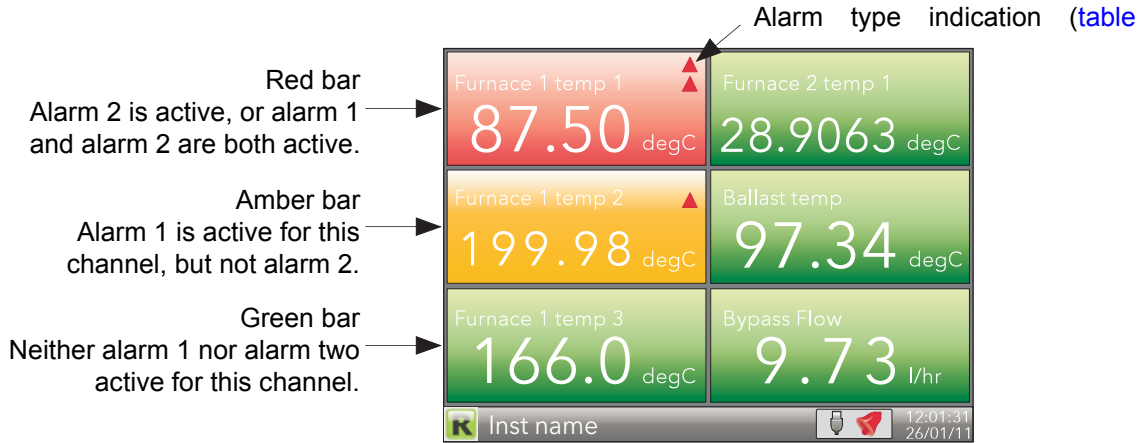 Alarm type indication (table
Red bar
Alarm 2 is active, or alarm 1
and alarm 2 are both active.
Amber bar
Alarm 1 is active for this
channel, but not alarm 2.
Green bar
Neither alarm 1 nor alarm two
active for this channel.
Furnace 1 temp 1
87.50 degC
Furnace 2 temp 1
28.9063 degC
Furnace 1 temp 2
199.98 degC
Ballast temp
97.34 degC
Furnace 1 temp 3
166.0 degC
Bypass Flow
9.73 l/hr
R Inst name
12:01:31
26/01/11